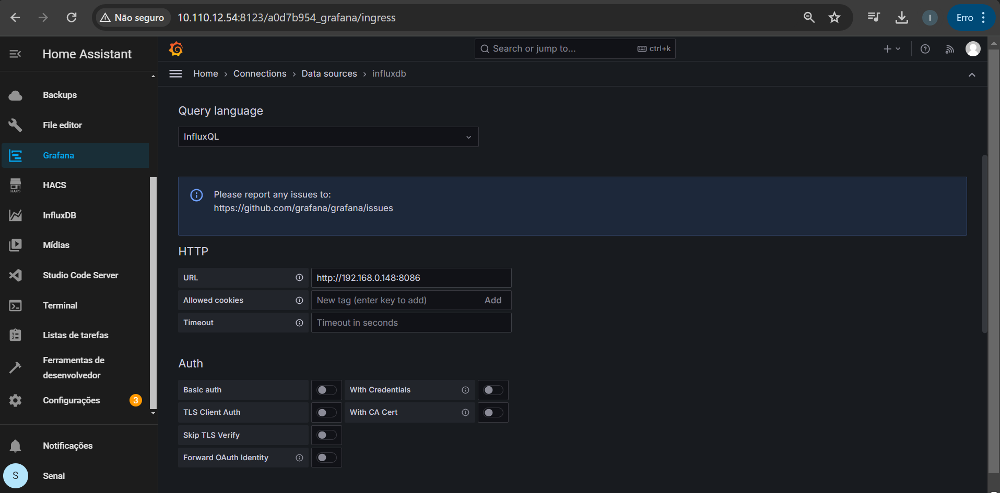 Não seguro
10.110.12.54:8123/a0d7b954_grafana/ingress
I
Erro
Home Assistant
Backups
File editor
Grafana
HACS
HACS
InfluxDB
Mídias
Studio Code Server
Terminal
Listas de tarefas
Ferramentas de
desenvolvedor
Configurações
3
Notificações
S
Senai
Search or jump to...
ctrl+k
Home › Connections › Data sources › influxdb
Query language
InfluxQL
Please report any issues to:
https://github.com/grafana/grafana/issues
HTTP
URL
http://192.168.0.148:8086
Allowed cookies
New tag (enter key to add)
Add
Timeout
Timeout in seconds
Auth
Basic auth
With Credentials
TLS Client Auth
With CA Cert
Skip TLS Verify
Forward OAuth Identity